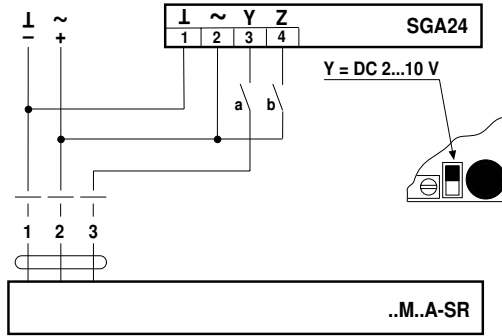 ⊥ ~
– +
⊥ ~ Y Z
1 2 3 4
SGA24
Y = DC 2...10 V
a b
1 2 3
..M..A-SR